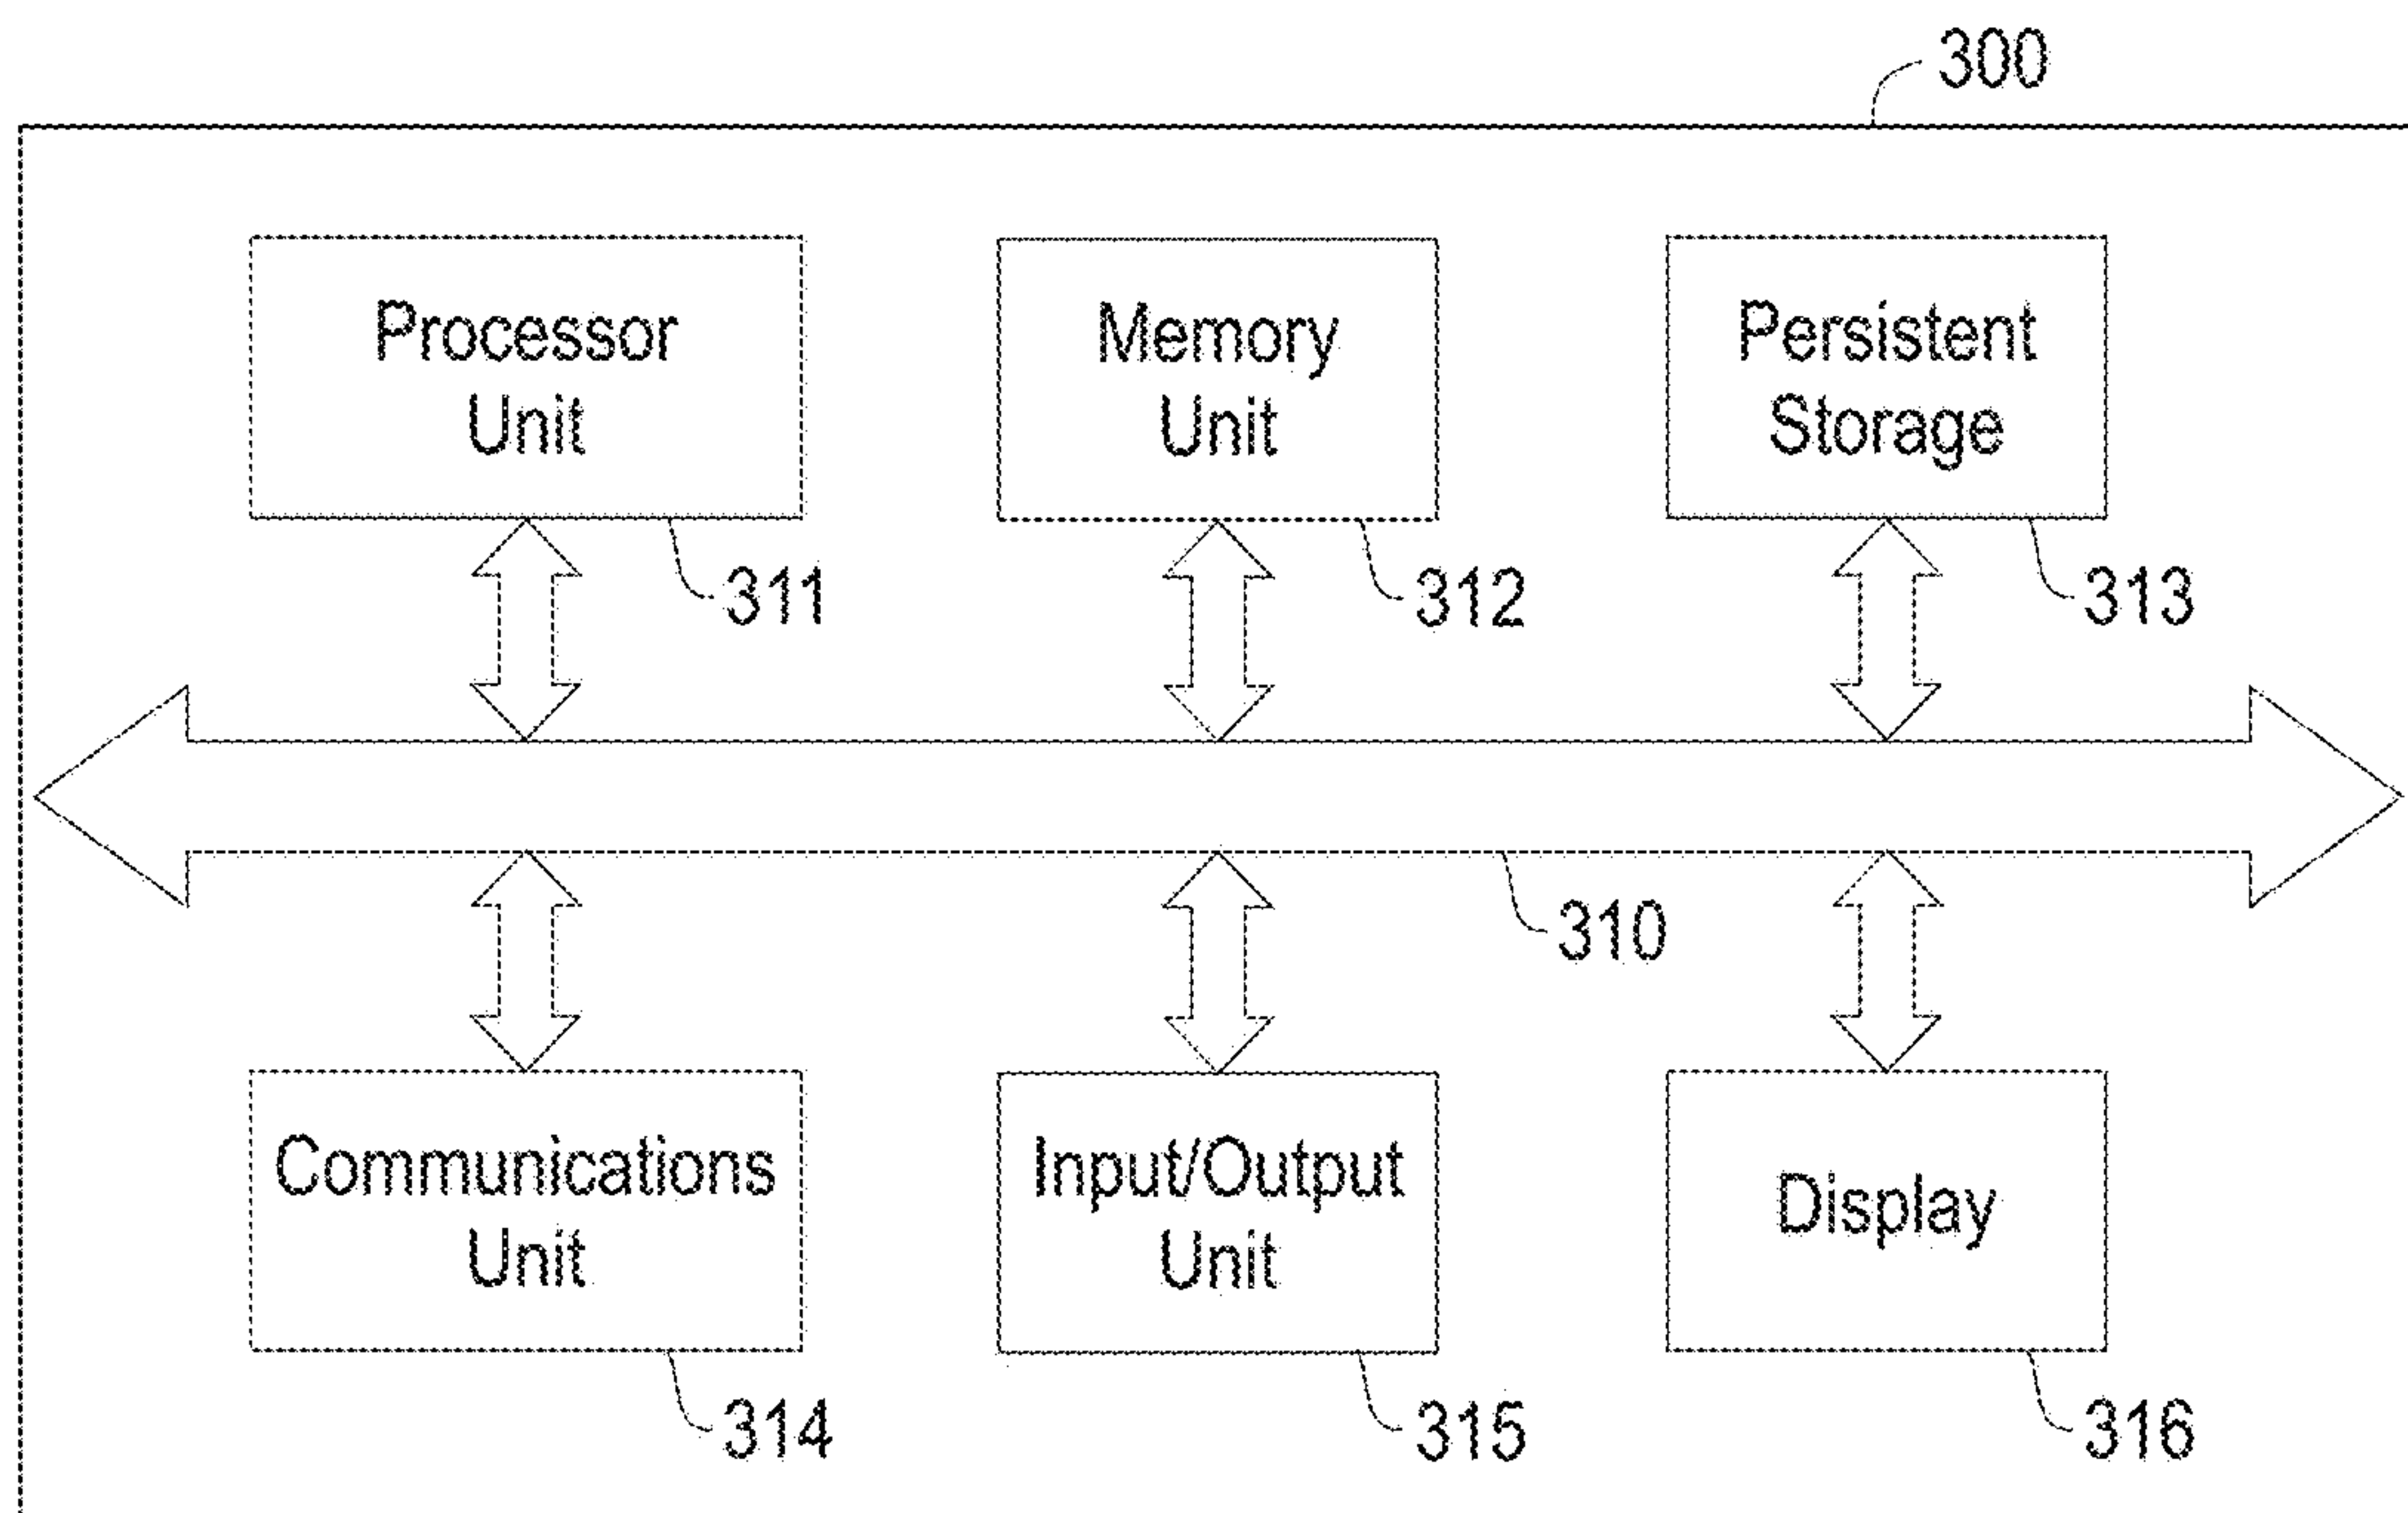 300
Processor
Unit
Memory
Unit
Persistent
Storage
311
312
313
310
Communications
Unit
Input/Output
Unit
Display
314
315
316